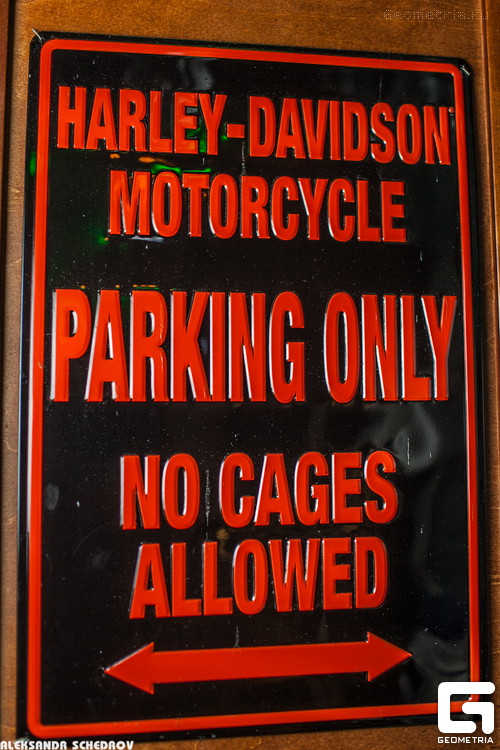 Geometria.ru
HARLEY-DAVIDSON
MOTORCYCLE
PARKING ONLY
NO CAGES
ALLOWED
ALEKSANDR SCHEDROV
GEOMETRIA